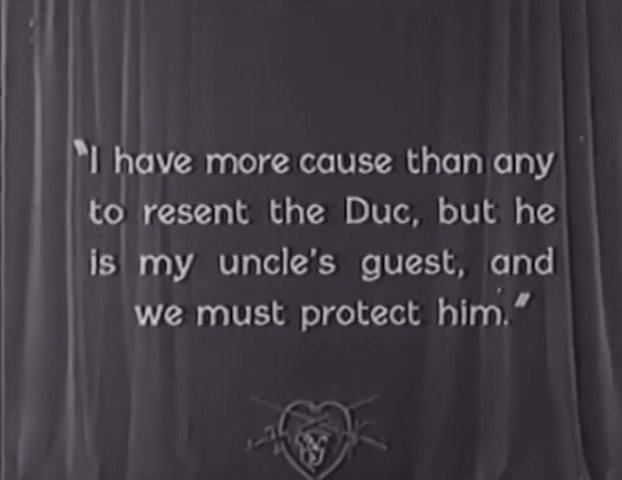 "I have more cause than any
to resent the Duc, but he
is my uncle's guest, and
we must protect him."